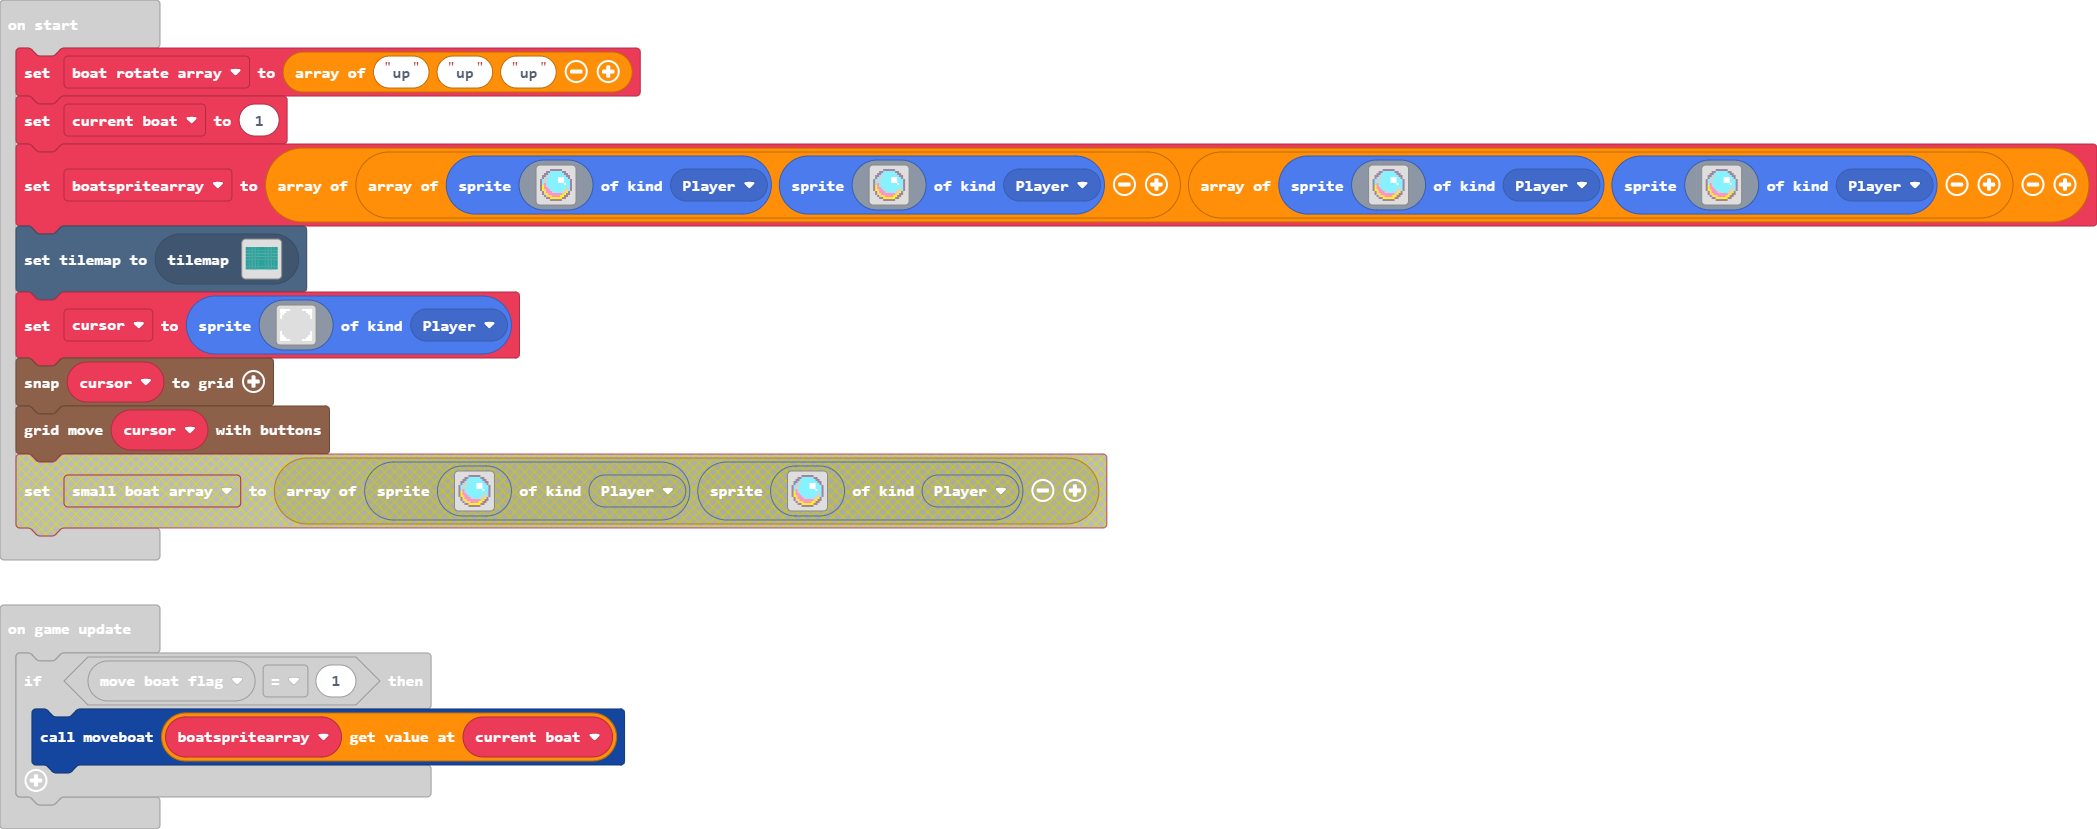 on start
set boat rotate array to array of "up" "up" "up"
set current boat to 1
set boatspritearray to array of array of sprite of kind Player sprite of kind Player array of sprite of kind Player sprite of kind Player
set tilemap to tilemap
set cursor to sprite of kind Player
snap cursor to grid
grid move cursor with buttons
set small boat array to array of sprite of kind Player sprite of kind Player
on game update
if move boat flag = 1 then
call moveboat boatspritearray get value at current boat